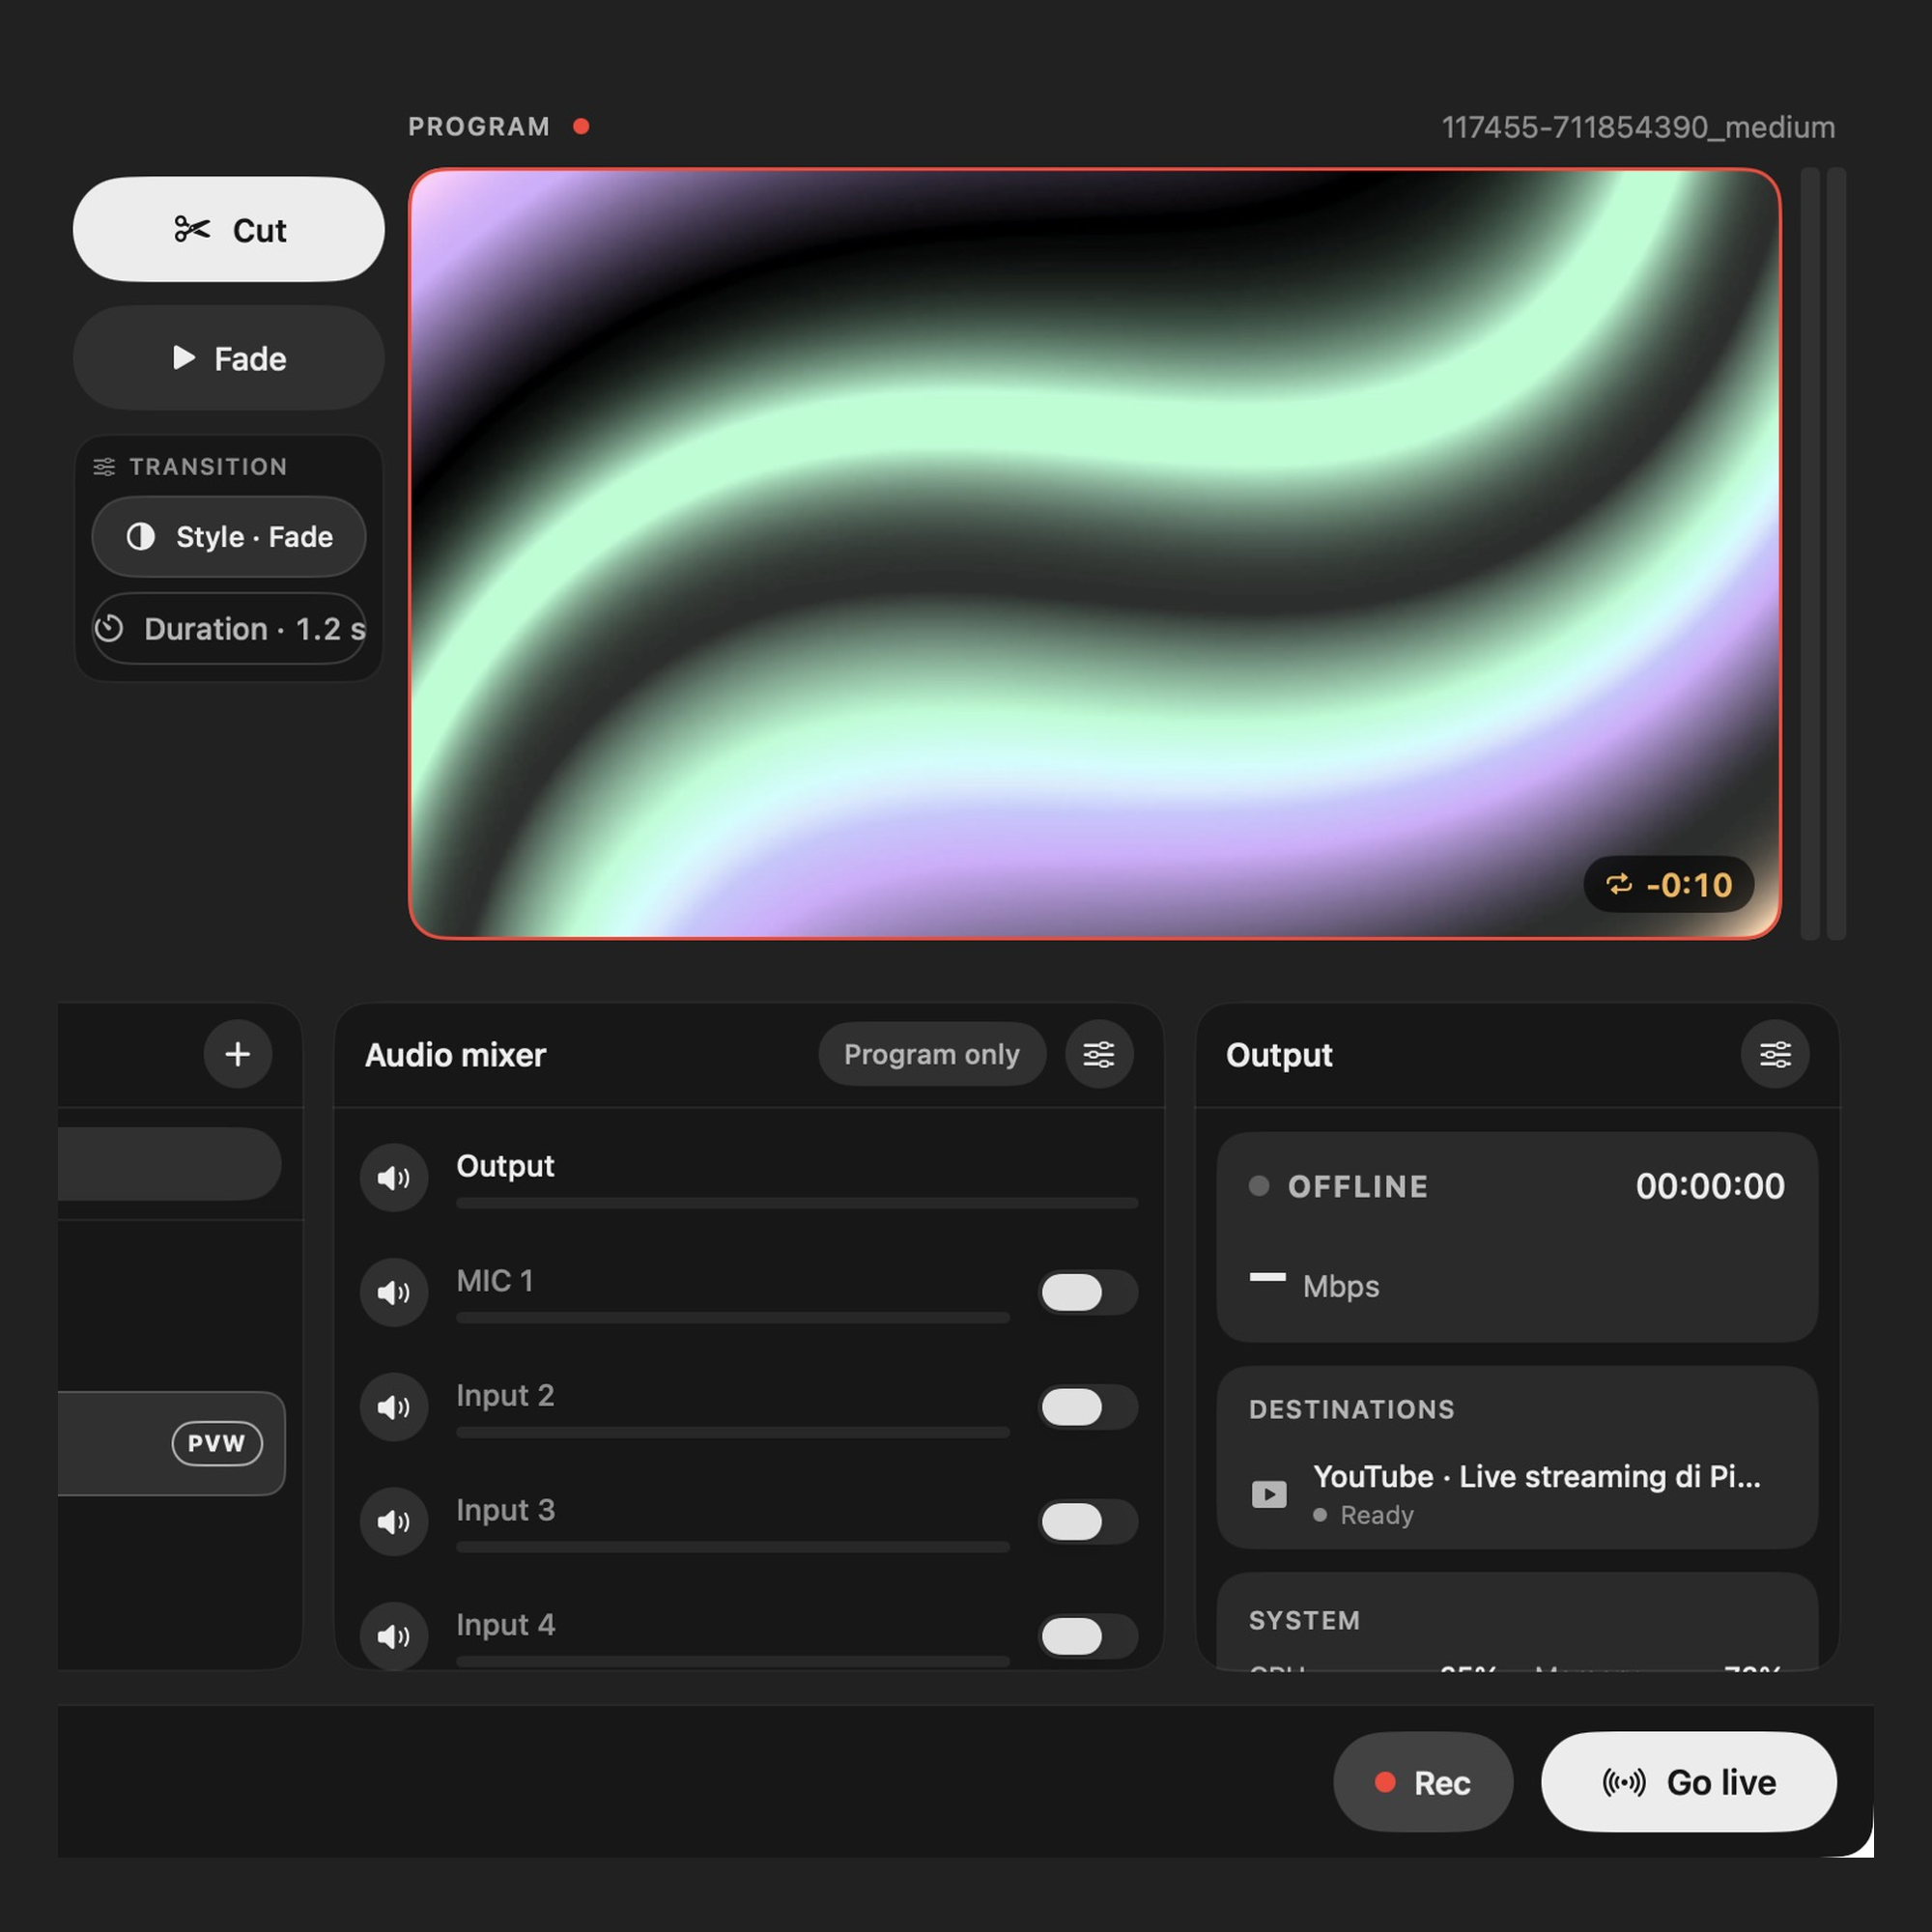 PROGRAM
117455-711854390_medium
Cut
Fade
TRANSITION
Style · Fade
Duration · 1.2 s
-0:10
Audio mixer
Program only
Output
Output
OFFLINE
00:00:00
MIC 1
Mbps
Input 2
DESTINATIONS
PVW
YouTube · Live streaming di Pi...
Ready
Input 3
Input 4
SYSTEM
Rec
Go live